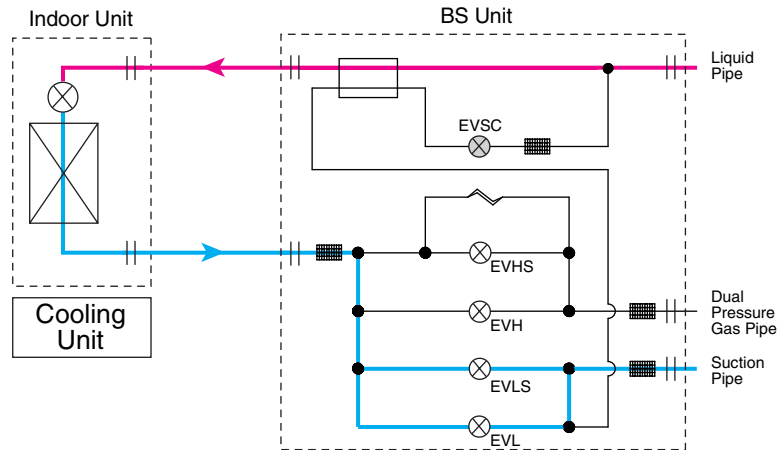 Indoor Unit
BS Unit
Liquid
Pipe
EVSC
EVHS
Cooling
Unit
EVH
Dual
Pressure
Gas Pipe
EVLS
Suction
Pipe
EVL